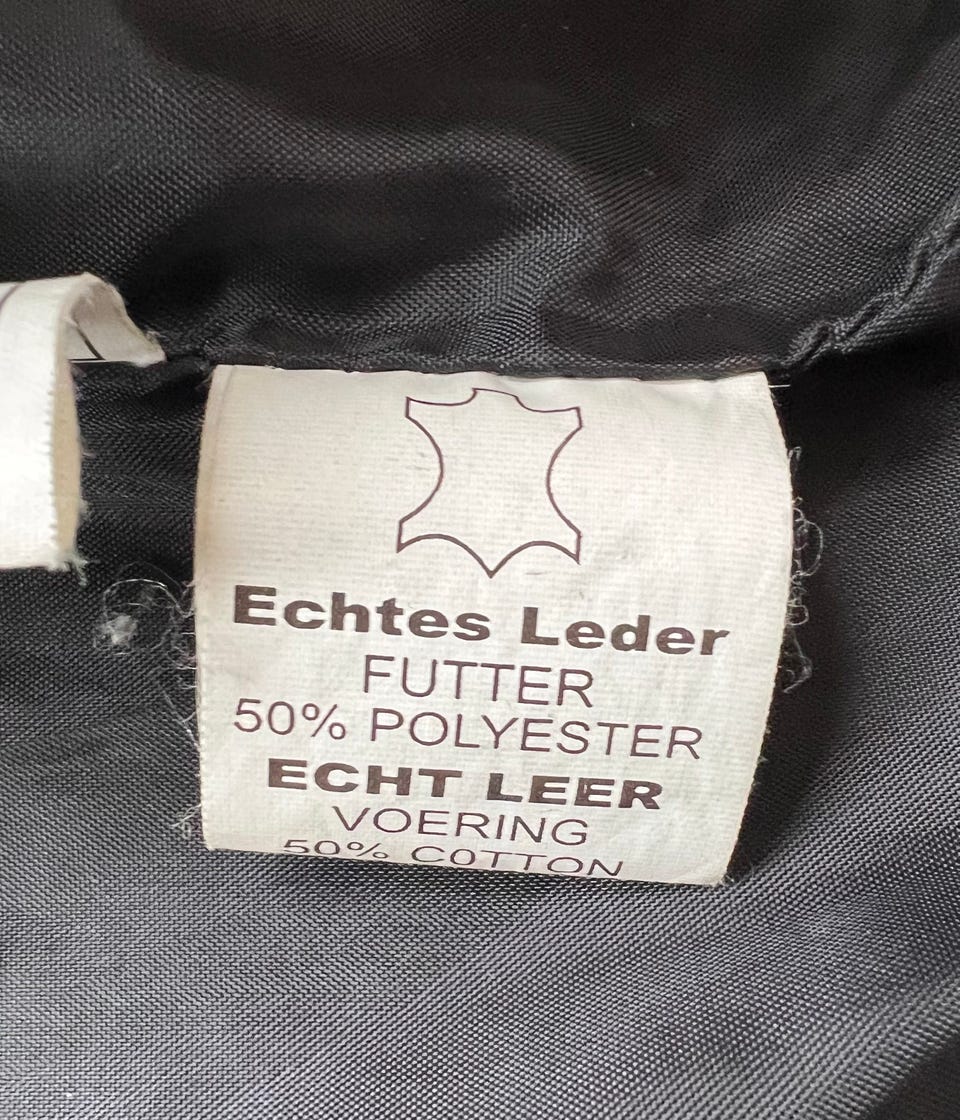 Echtes Leder
FUTTER
50% POLYESTER
ECHT LEER
VOERING
50% COTTON